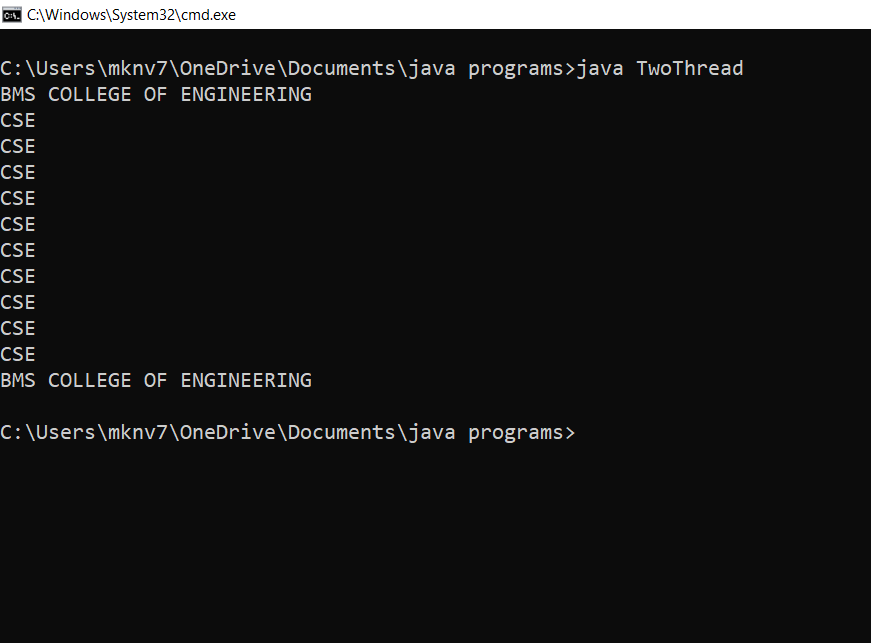 C:\Windows\System32\cmd.exe
C:\Users\mknv7\OneDrive\Documents\java programs>java TwoThread
BMS COLLEGE OF ENGINEERING
CSE
CSE
CSE
CSE
CSE
CSE
CSE
CSE
CSE
CSE
BMS COLLEGE OF ENGINEERING
C:\Users\mknv7\OneDrive\Documents\java programs>